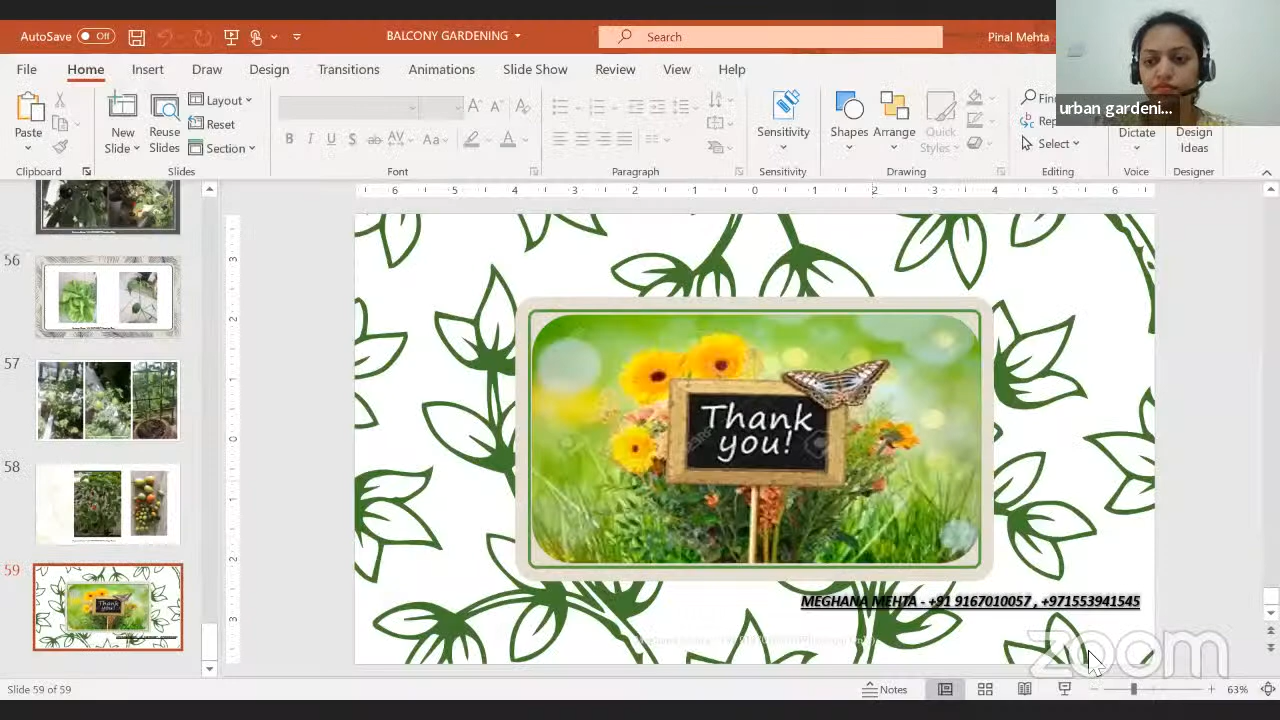 AutoSave Off BALCONY GARDENING Search Pinal Mehta
File Home Insert Draw Design Transitions Animations Slide Show Review View Help
urban gardeni...
Paste New Slide Reuse Slides Layout Reset Section
Sensitivity Shapes Arrange Quick Styles Select Dictate Design Ideas
Clipboard Slides Font Paragraph Sensitivity Drawing Editing Voice Designer
56
57
58
59
Thank
you!
MEGHANA MEHTA - +91 9167010057 , +971553941545
zoom
Slide 59 of 59 Notes 63%